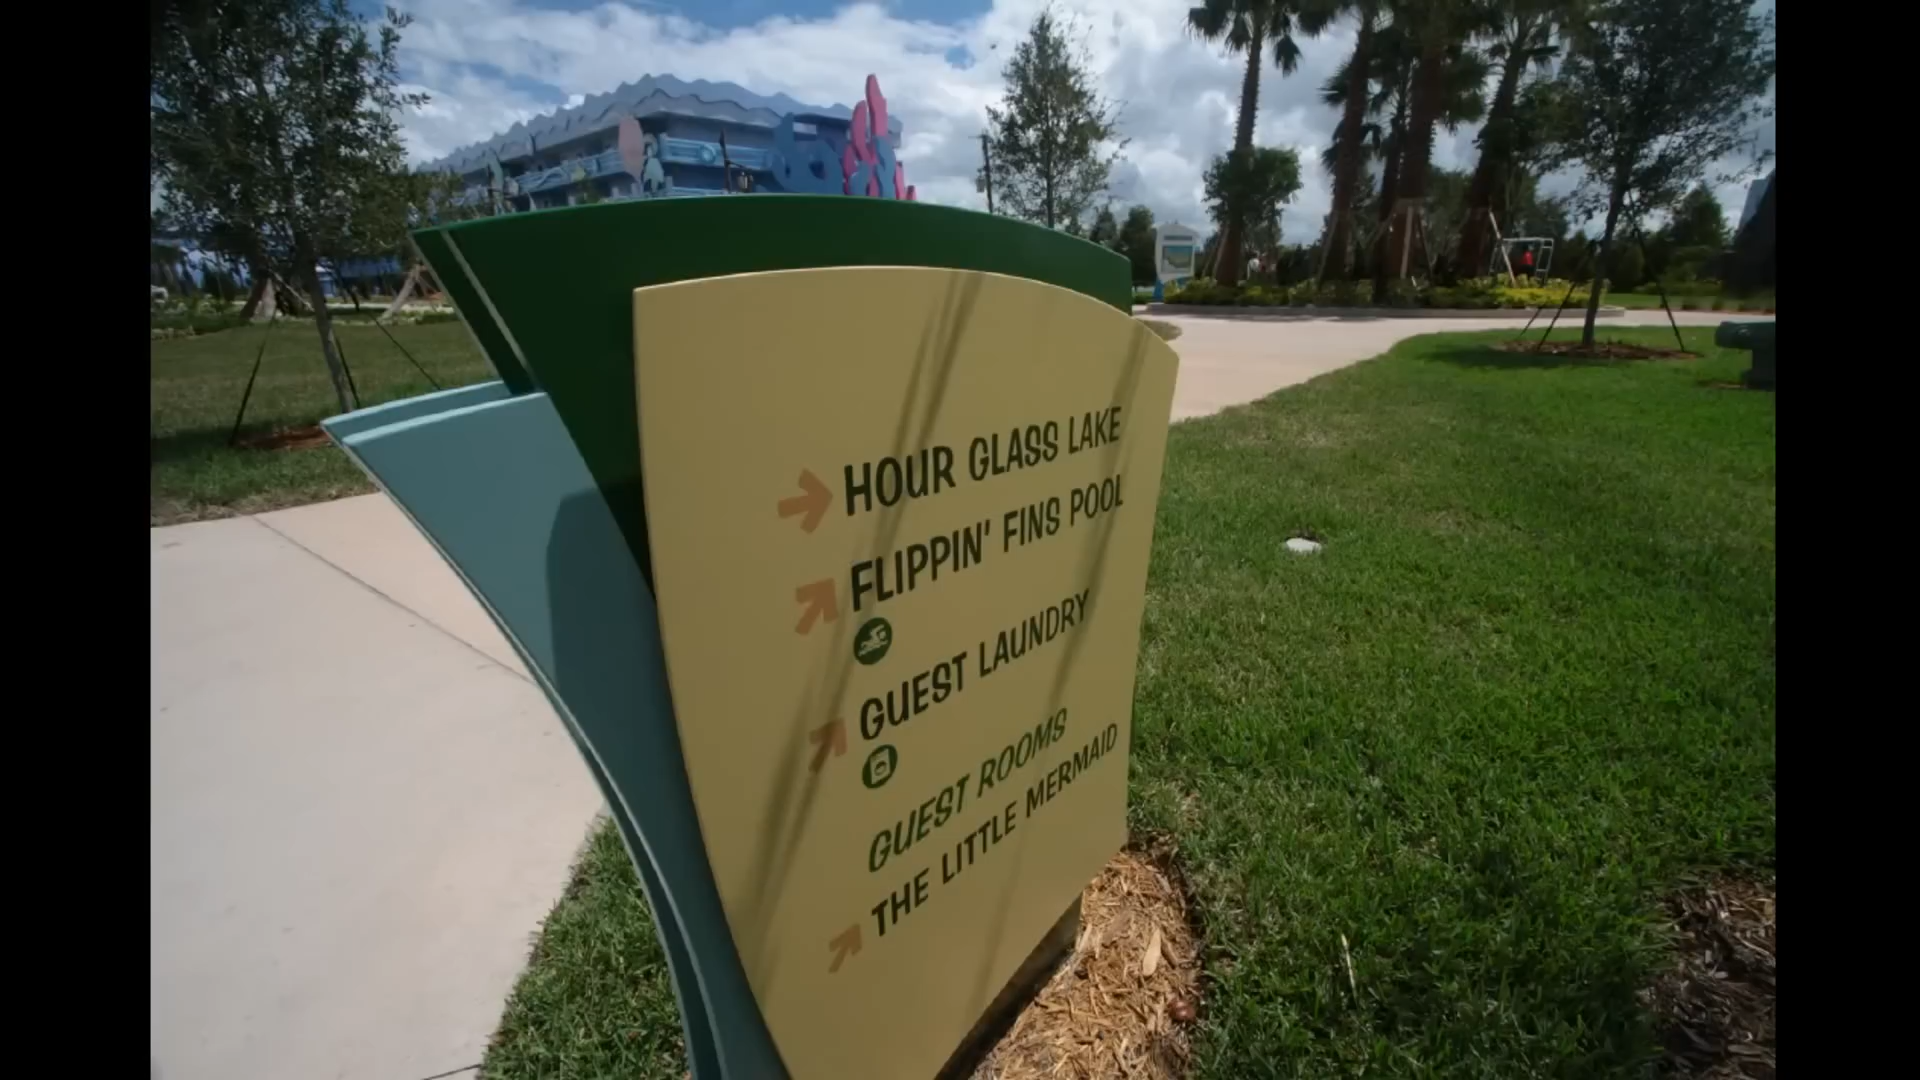 HOUR GLASS LAKE
FLIPPIN' FINS POOL
GUEST LAUNDRY
GUEST ROOMS
THE LITTLE MERMAID